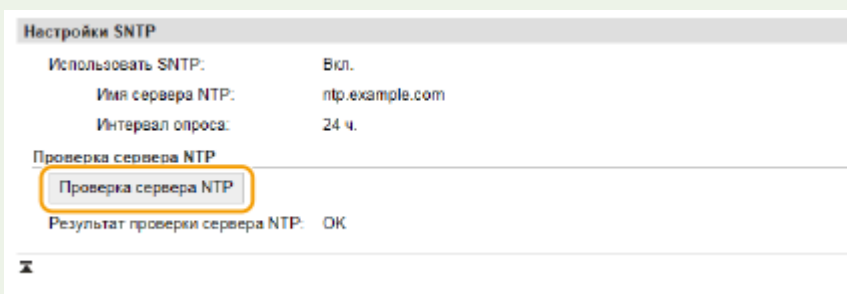 Настройки SNTP
Использовать SNTP: Вкл.
Имя сервера NTP: ntp.example.com
Интервал опроса: 24 ч.
Проверка сервера NTP
Проверка сервера NTP
Результат проверки сервера NTP: OK